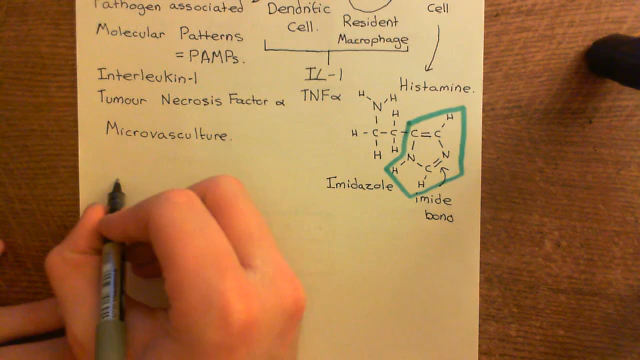 Pathogen associated
Molecular Patterns
= PAMPs.
Interleukin-1
Tumour Necrosis Factor α
Microvasculature.
Dendritic
Cell.
Resident
Macrophage
IL-1
TNFα
Cell
Histamine.
H H
N H
H - C - C - C = C H
H H N N
H C
H
Imidazole
imide
bond